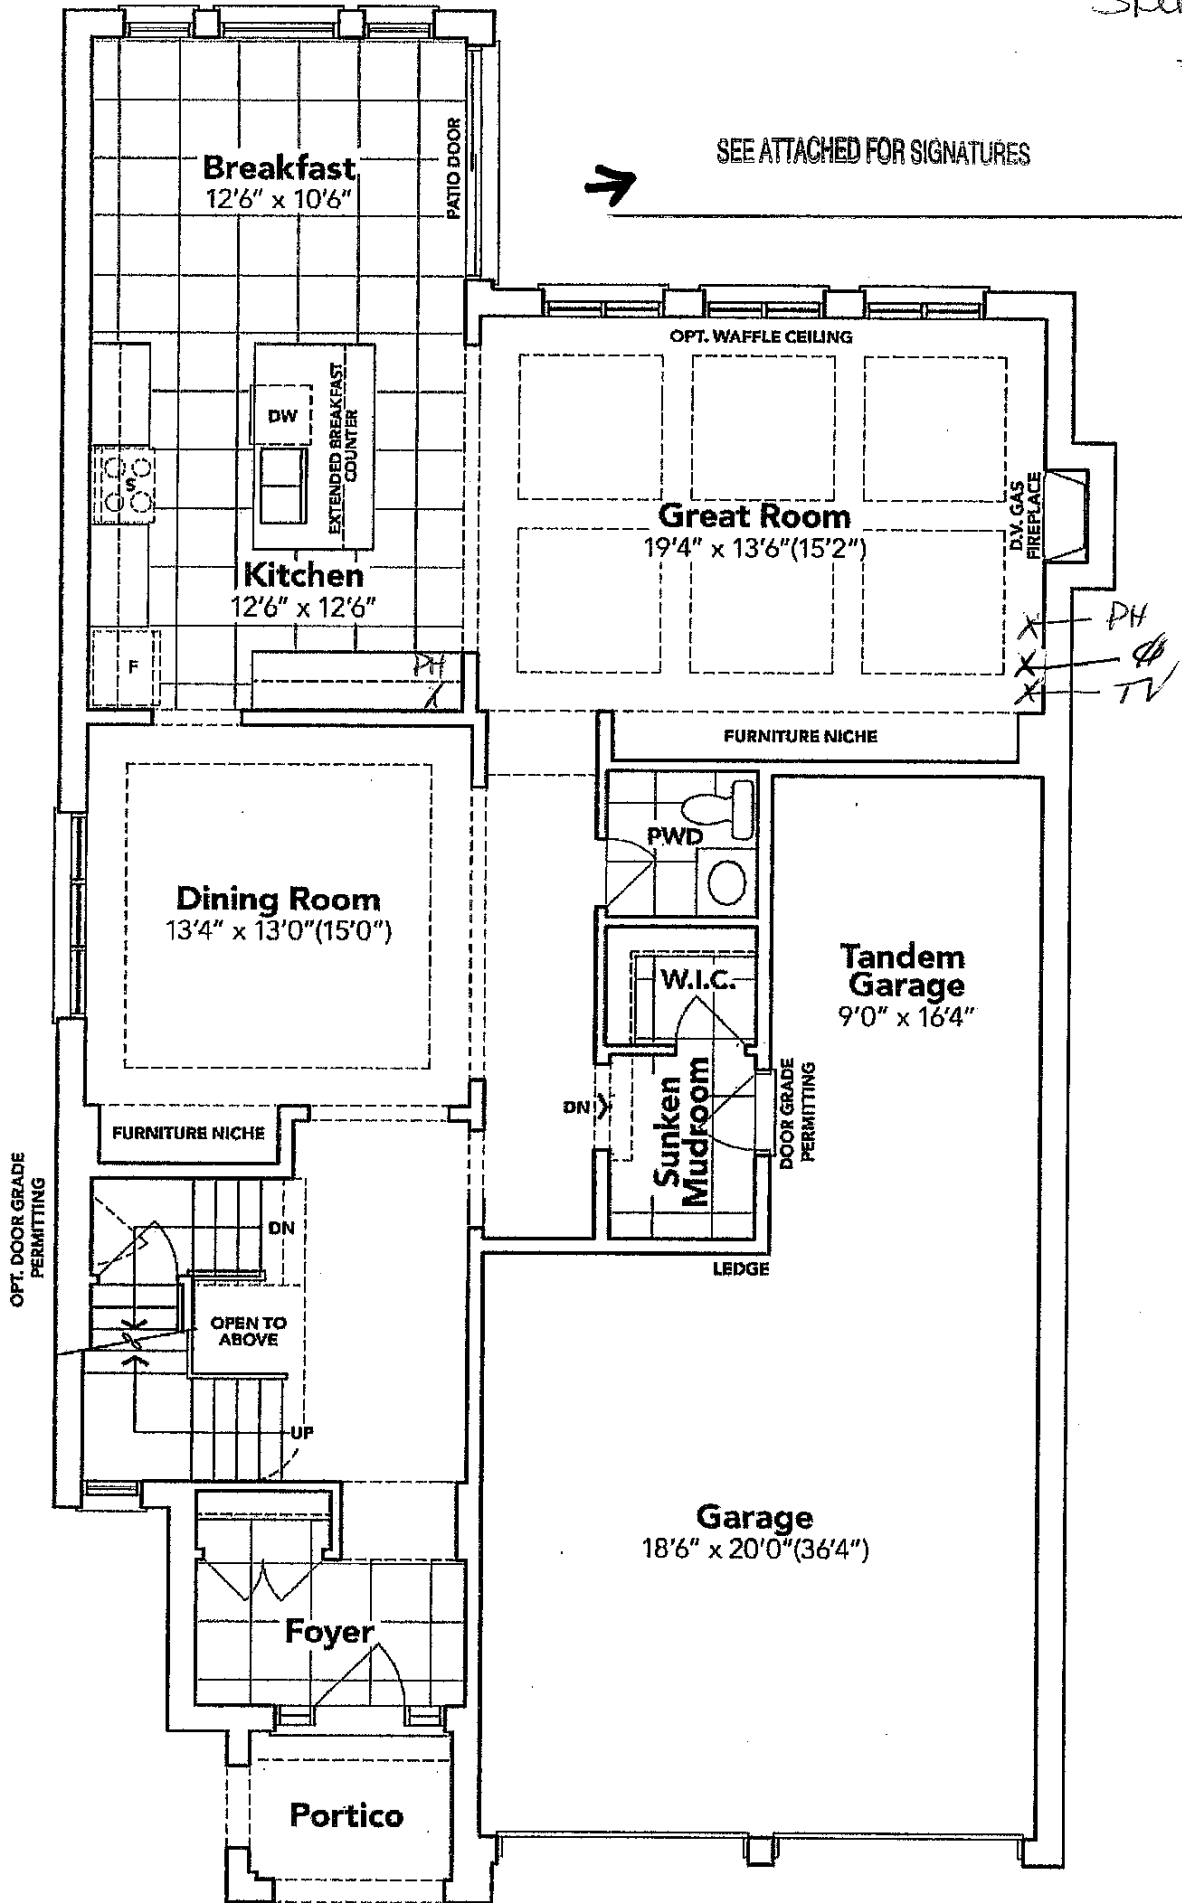 SEE ATTACHED FOR SIGNATURES
PATIO DOOR
Breakfast
12'6" x 10'6"
OPT. WAFFLE CEILING
DW
EXTENDED BREAKFAST
COUNTER
S
Great Room
19'4" x 13'6"(15'2")
D.V. GAS
FIREPLACE
Kitchen
12'6" x 12'6"
PH
F
PH
TV
FURNITURE NICHE
PWD
Dining Room
13'4" x 13'0"(15'0")
W.I.C.
Tandem
Garage
9'0" x 16'4"
DN
Sunken
Mudroom
DOOR GRADE
PERMITTING
FURNITURE NICHE
OPT. DOOR GRADE
PERMITTING
DN
LEDGE
OPEN TO
ABOVE
UP
Garage
18'6" x 20'0"(36'4")
Foyer
Portico